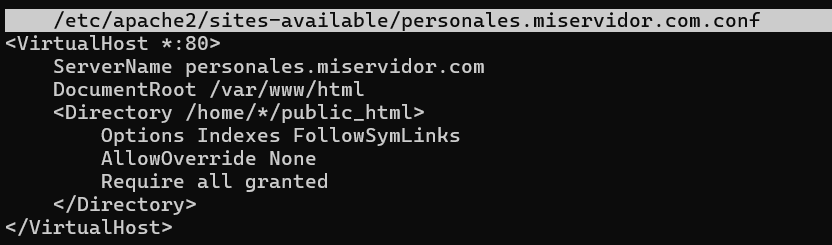 /etc/apache2/sites-available/personales.miservidor.com.conf
<VirtualHost *:80>
    ServerName personales.miservidor.com
    DocumentRoot /var/www/html
    <Directory /home/*/public_html>
        Options Indexes FollowSymLinks
        AllowOverride None
        Require all granted
    </Directory>
</VirtualHost>